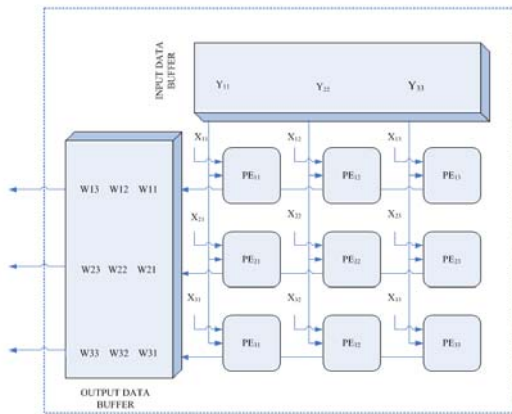 INPUT DATA
BUFFER
Y11 Y22 Y33
X11 X12 X13
PE11 PE12 PE13
W13 W12 W11
X21 X22 X23
PE21 PE22 PE23
W23 W22 W21
X31 X32 X33
PE31 PE32 PE33
W33 W32 W31
OUTPUT DATA
BUFFER